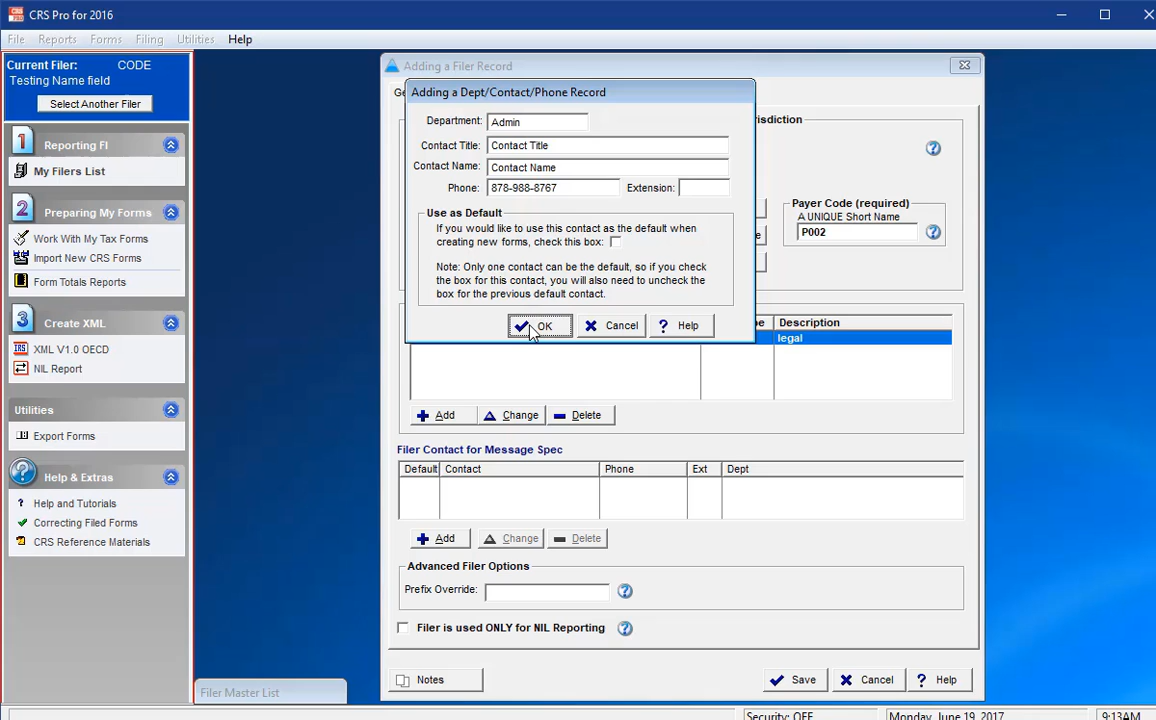 CRS Pro for 2016
File Reports Forms Filing Utilities Help
Current Filer: CODE
Testing Name field
Select Another Filer
1 Reporting FI
My Filers List
2 Preparing My Forms
Work With My Tax Forms
Import New CRS Forms
Form Totals Reports
3 Create XML
IRS XML V1.0 OECD
NIL Report
Utilities
Export Forms
Help & Extras
? Help and Tutorials
Correcting Filed Forms
CRS Reference Materials
Adding a Filer Record
Adding a Dept/Contact/Phone Record
Department: Admin
Contact Title: Contact Title
Contact Name: Contact Name
Phone: 878-988-8767 Extension:
Use as Default
If you would like to use this contact as the default when
creating new forms, check this box:
Note: Only one contact can be the default, so if you check
the box for this contact, you will also need to uncheck the
box for the previous default contact.
OK Cancel ? Help
Payer Code (required)
A UNIQUE Short Name
P002
Description
legal
Add Change Delete
Filer Contact for Message Spec
Default Contact Phone Ext Dept
Add Change Delete
Advanced Filer Options
Prefix Override:
Filer is used ONLY for NIL Reporting
Notes Save Cancel ? Help
Filer Master List
Security: OFF Monday, June 19, 2017 9:13AM